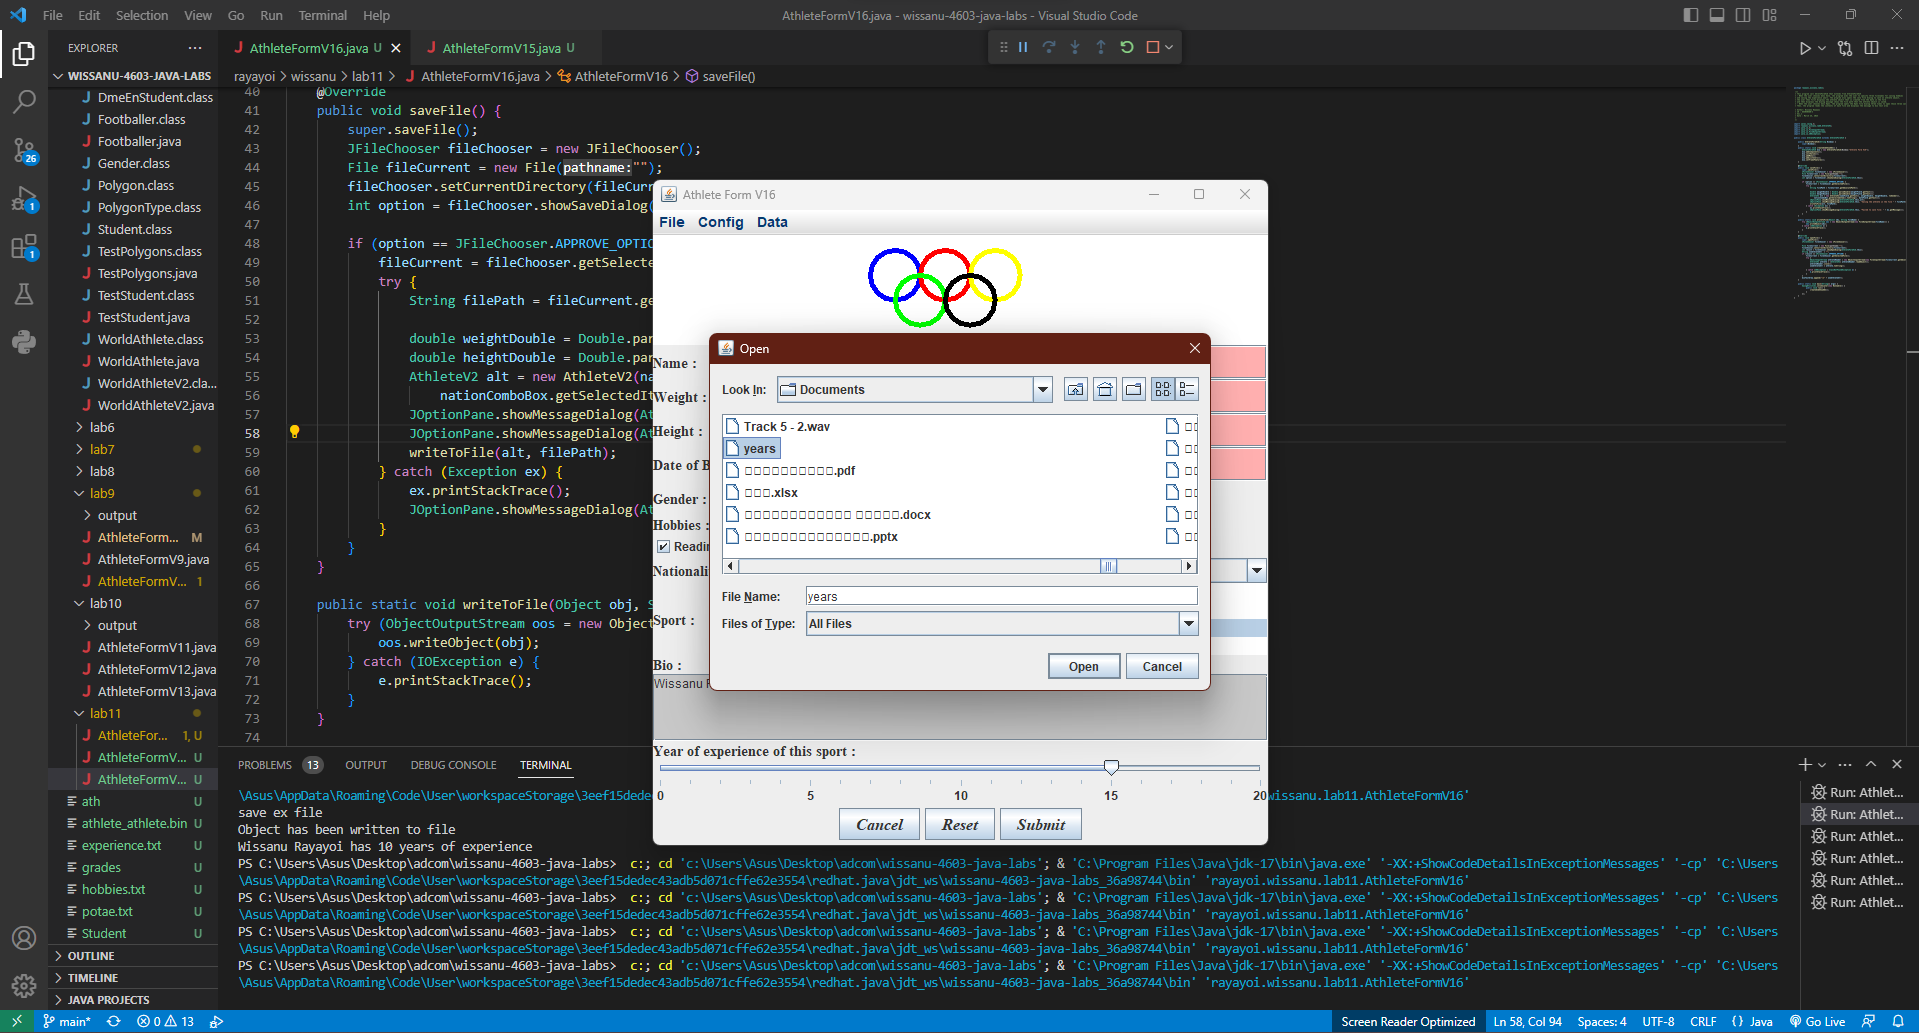 File Edit Selection View Go Run Terminal Help
AthleteFormV16.java - wissanu-4603-java-labs - Visual Studio Code
EXPLORER
WISSANU-4603-JAVA-LABS
DmeEnStudent.class
Footballer.class
Footballer.java
Gender.class
Polygon.class
PolygonType.class
Student.class
TestPolygons.class
TestPolygons.java
TestStudent.class
TestStudent.java
WorldAthlete.class
WorldAthlete.java
WorldAthleteV2.cla...
WorldAthleteV2.java
lab6
lab7
lab8
lab9
output
AthleteForm... M
AthleteFormV9.java
AthleteFormV... 1
lab10
output
AthleteFormV11.java
AthleteFormV12.java
AthleteFormV13.java
lab11
AthleteFor... 1, U
AthleteFormV... U
AthleteFormV... U
ath U
athlete_athlete.bin U
experience.txt U
grades U
hobbies.txt U
potae.txt U
Student U
OUTLINE
TIMELINE
JAVA PROJECTS
26
1
1
AthleteFormV16.java U
AthleteFormV15.java U
rayayoi > wissanu > lab11 > AthleteFormV16.java > AthleteFormV16 > saveFile()
40 @Override
41 public void saveFile() {
42 super.saveFile();
43 JFileChooser fileChooser = new JFileChooser();
44 File fileCurrent = new File(pathname:"");
45 fileChooser.setCurrentDirectory(fileCurr
46 int option = fileChooser.showSaveDialog(
47
48 if (option == JFileChooser.APPROVE_OPTIO
49 fileCurrent = fileChooser.getSelecte
50 try {
51 String filePath = fileCurrent.ge
52
53 double weightDouble = Double.par
54 double heightDouble = Double.par
55 AthleteV2 alt = new AthleteV2(na
56 nationComboBox.getSelectedIt
57 JOptionPane.showMessageDialog(At
58 JOptionPane.showMessageDialog(At
59 writeToFile(alt, filePath);
60 } catch (Exception ex) {
61 ex.printStackTrace();
62 JOptionPane.showMessageDialog(At
63 }
64 }
65 }
66
67 public static void writeToFile(Object obj, S
68 try (ObjectOutputStream oos = new Object
69 oos.writeObject(obj);
70 } catch (IOException e) {
71 e.printStackTrace();
72 }
73 }
74
Athlete Form V16
File Config Data
Name :
Weight :
Height :
Date of B
Gender :
Hobbies :
Readin
Nationali
Sport :
Bio :
Wissanu
Year of experience of this sport :
0 5 10 15 20
Cancel Reset Submit
Open
Look In: Documents
Track 5 - 2.wav
years
□□□□□□□□□□.pdf
□□□.xlsx
□□□□□□□□□□□□ □□□□□.docx
□□□□□□□□□□□□□□.pptx
File Name: years
Files of Type: All Files
Open Cancel
PROBLEMS 13 OUTPUT DEBUG CONSOLE TERMINAL
\Asus\AppData\Roaming\Code\User\workspaceStorage\3eef15dede wissanu.lab11.AthleteFormV16'
save ex file
Object has been written to file
Wissanu Rayayoi has 10 years of experience
PS C:\Users\Asus\Desktop\adcom\wissanu-4603-java-labs> c:; cd 'c:\Users\Asus\Desktop\adcom\wissanu-4603-java-labs'; & 'C:\Program Files\Java\jdk-17\bin\java.exe' '-XX:+ShowCodeDetailsInExceptionMessages' '-cp' 'C:\Users
\Asus\AppData\Roaming\Code\User\workspaceStorage\3eef15dedec43adb5d071cffe62e3554\redhat.java\jdt_ws\wissanu-4603-java-labs_36a98744\bin' 'rayayoi.wissanu.lab11.AthleteFormV16'
PS C:\Users\Asus\Desktop\adcom\wissanu-4603-java-labs> c:; cd 'c:\Users\Asus\Desktop\adcom\wissanu-4603-java-labs'; & 'C:\Program Files\Java\jdk-17\bin\java.exe' '-XX:+ShowCodeDetailsInExceptionMessages' '-cp' 'C:\Users
\Asus\AppData\Roaming\Code\User\workspaceStorage\3eef15dedec43adb5d071cffe62e3554\redhat.java\jdt_ws\wissanu-4603-java-labs_36a98744\bin' 'rayayoi.wissanu.lab11.AthleteFormV16'
PS C:\Users\Asus\Desktop\adcom\wissanu-4603-java-labs> c:; cd 'c:\Users\Asus\Desktop\adcom\wissanu-4603-java-labs'; & 'C:\Program Files\Java\jdk-17\bin\java.exe' '-XX:+ShowCodeDetailsInExceptionMessages' '-cp' 'C:\Users
\Asus\AppData\Roaming\Code\User\workspaceStorage\3eef15dedec43adb5d071cffe62e3554\redhat.java\jdt_ws\wissanu-4603-java-labs_36a98744\bin' 'rayayoi.wissanu.lab11.AthleteFormV16'
PS C:\Users\Asus\Desktop\adcom\wissanu-4603-java-labs> c:; cd 'c:\Users\Asus\Desktop\adcom\wissanu-4603-java-labs'; & 'C:\Program Files\Java\jdk-17\bin\java.exe' '-XX:+ShowCodeDetailsInExceptionMessages' '-cp' 'C:\Users
\Asus\AppData\Roaming\Code\User\workspaceStorage\3eef15dedec43adb5d071cffe62e3554\redhat.java\jdt_ws\wissanu-4603-java-labs_36a98744\bin' 'rayayoi.wissanu.lab11.AthleteFormV16'
Run: Athlet...
Run: Athlet...
Run: Athlet...
Run: Athlet...
Run: Athlet...
Run: Athlet...
main* 0 13
Screen Reader Optimized Ln 58, Col 94 Spaces: 4 UTF-8 CRLF {} Java Go Live